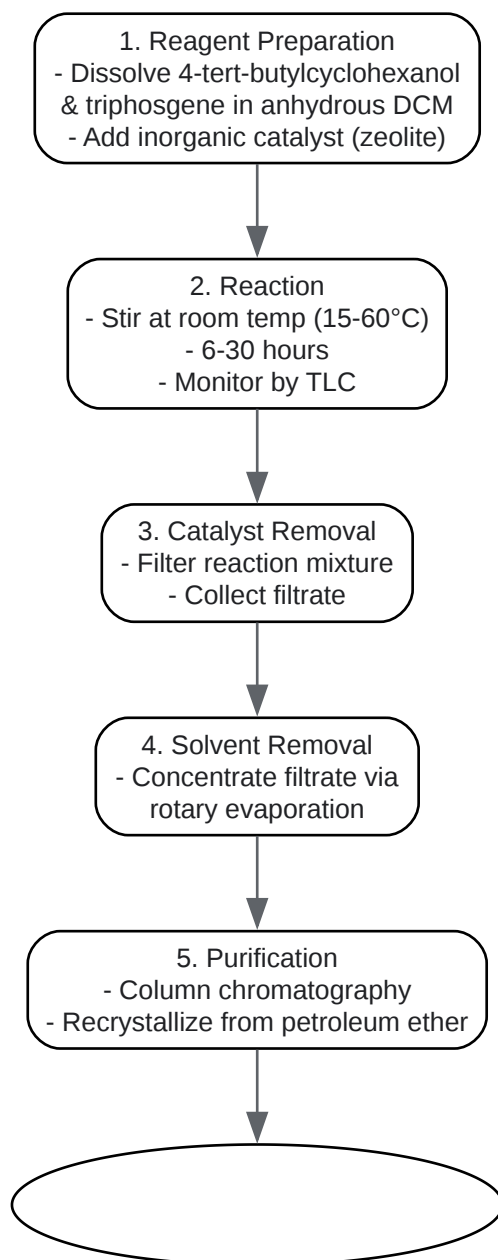 1. Reagent Preparation
- Dissolve 4-tert-butylcyclohexanol
& triphosgene in anhydrous DCM
- Add inorganic catalyst (zeolite)
2. Reaction
- Stir at room temp (15-60°C)
- 6-30 hours
- Monitor by TLC
3. Catalyst Removal
- Filter reaction mixture
- Collect filtrate
4. Solvent Removal
- Concentrate filtrate via
rotary evaporation
5. Purification
- Column chromatography
- Recrystallize from petroleum ether